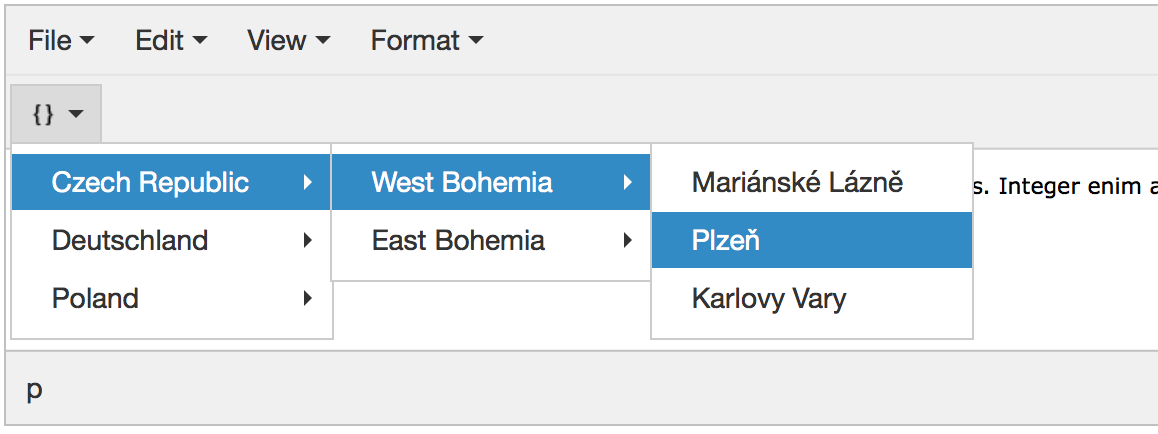 File Edit View Format
{}
Czech Republic West Bohemia Mariánské Lázně s. Integer enim a
Deutschland East Bohemia Plzeň
Poland Karlovy Vary
p